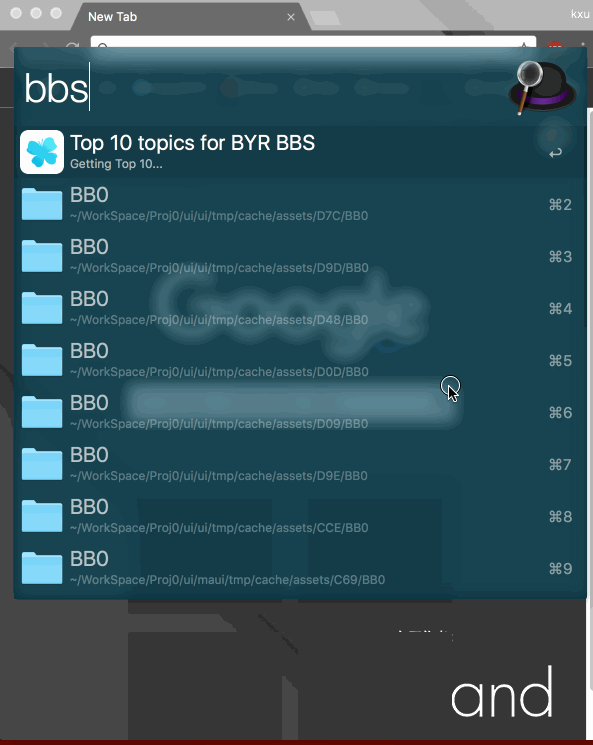 New Tab
kxu
bbs
Top 10 topics for BYR BBS
Getting Top 10...
BB0
~/WorkSpace/Proj0/ui/ui/tmp/cache/assets/D7C/BB0
⌘2
BB0
~/WorkSpace/Proj0/ui/ui/tmp/cache/assets/D9D/BB0
⌘3
BB0
~/WorkSpace/Proj0/ui/ui/tmp/cache/assets/D48/BB0
⌘4
BB0
~/WorkSpace/Proj0/ui/ui/tmp/cache/assets/D0D/BB0
⌘5
BB0
~/WorkSpace/Proj0/ui/ui/tmp/cache/assets/D09/BB0
⌘6
BB0
~/WorkSpace/Proj0/ui/ui/tmp/cache/assets/D9E/BB0
⌘7
BB0
~/WorkSpace/Proj0/ui/ui/tmp/cache/assets/CCE/BB0
⌘8
BB0
~/WorkSpace/Proj0/ui/maui/tmp/cache/assets/C69/BB0
⌘9
Google
and